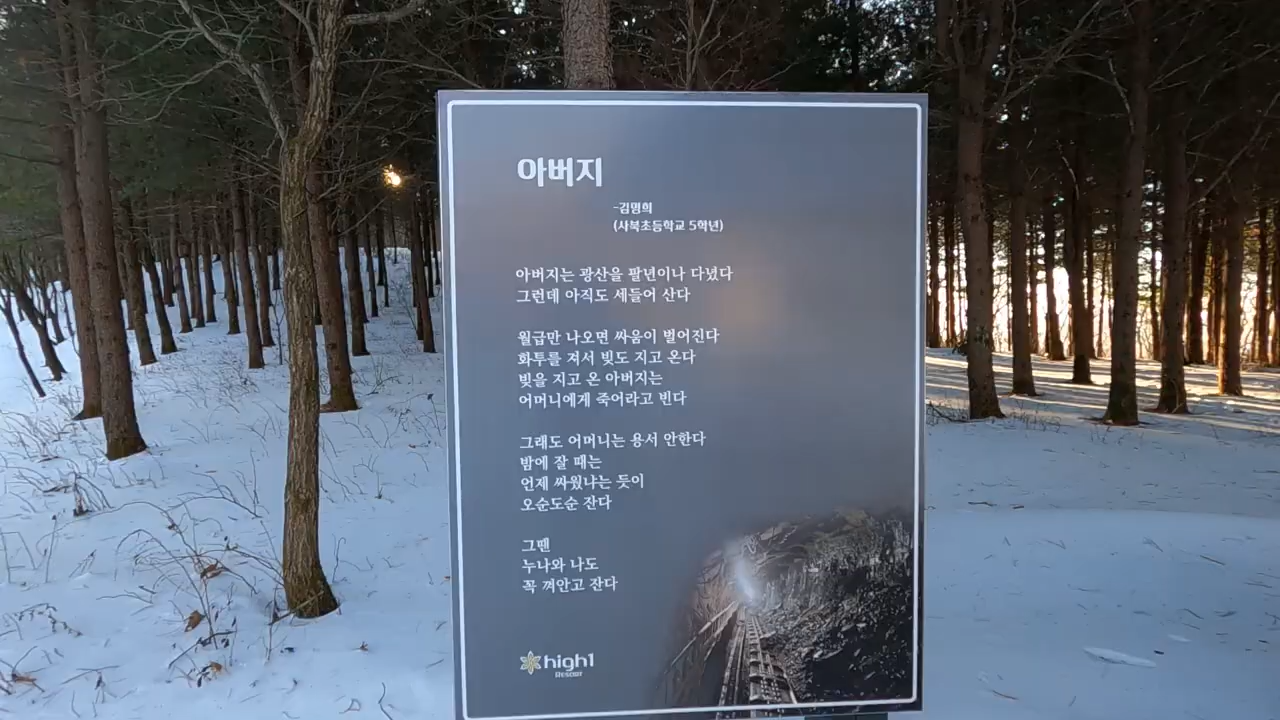 아버지
-김명희
(사북초등학교 5학년)
아버지는 광산을 팔년이나 다녔다
그런데 아직도 세들어 산다
월급만 나오면 싸움이 벌어진다
화투를 져서 빚도 지고 온다
빚을 지고 온 아버지는
어머니에게 죽어라고 빈다
그래도 어머니는 용서 안한다
밤에 잘 때는
언제 싸웠냐는 듯이
오순도순 잔다
그땐
누나와 나도
꼭 껴안고 잔다
high1
RESORT